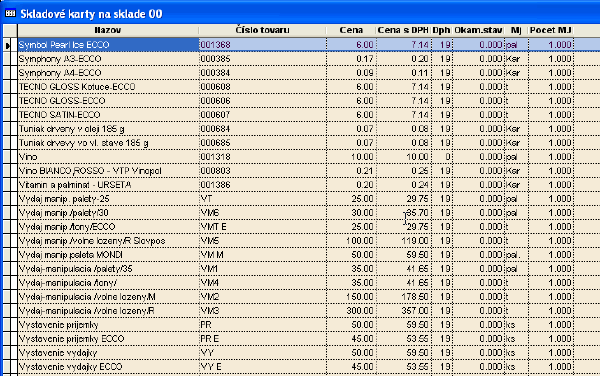 Skladové karty na sklade 00
Nazov Číslo tovaru Cena Cena s DPH Dph Okam.stav Mj Pocet MJ
Symbol Pearl Ice ECCO 001368 6.00 7.14 19 0.000 pal 1.000
Symphony A3-ECCO 000385 0.17 0.20 19 0.000 Kar 1.000
Symphony A4-ECCO 000384 0.09 0.11 19 0.000 Kar 1.000
TECNO GLOSS Kotuce-ECCO 000608 6.00 7.14 19 0.000 t 1.000
TECNO GLOSS-ECCO 000606 6.00 7.14 19 0.000 t 1.000
TECNO SATIN-ECCO 000607 6.00 7.14 19 0.000 t 1.000
Tuniak drveny v oleji 185 g 000684 0.07 0.08 19 0.000 Kar 1.000
Tuniak drveny vo vl. stave 185 g 000685 0.07 0.08 19 0.000 Kar 1.000
Vino 001318 10.00 10.00 0 0.000 pal 1.000
Vino BIANCO,ROSSO - VTP Vinopol 000803 0.21 0.25 19 0.000 Kar 1.000
Vitamin a palminat - URSETA 001386 0.20 0.24 19 0.000 Kar 1.000
Vydaj manip. palety-25 VT 25.00 29.75 19 0.000 pal 1.000
Vydaj manip /palety/30 VM6 30.00 35.70 19 0.000 pal 1.000
Vydaj manip /tony/ECCO VMT E 25.00 29.75 19 0.000 t 1.000
Vydaj manip /volne lozeny/R Slovpos VM5 100.00 119.00 19 0.000 t 1.000
Vydaj manip.paleta MONDI VM M 50.00 59.50 19 0.000 pal. 1.000
Vydaj-manipulacia /palety/35 VM1 35.00 41.65 19 0.000 pal 1.000
Vydaj-manipulacia /tony/ VM4 35.00 41.65 19 0.000 t 1.000
Vydaj-manipulacia /volne lozeny/M VM2 150.00 178.50 19 0.000 t 1.000
Vydaj-manipulacia /volne lozeny/R VM3 300.00 357.00 19 0.000 t 1.000
Vystavenie prijemky PR 50.00 59.50 19 0.000 ks 1.000
Vystavenie prijemky ECCO PR E 45.00 53.55 19 0.000 ks 1.000
Vystavenie vydajky VY 50.00 59.50 19 0.000 ks 1.000
Vystavenie vydajky ECCO VY E 45.00 53.55 19 0.000 ks 1.000